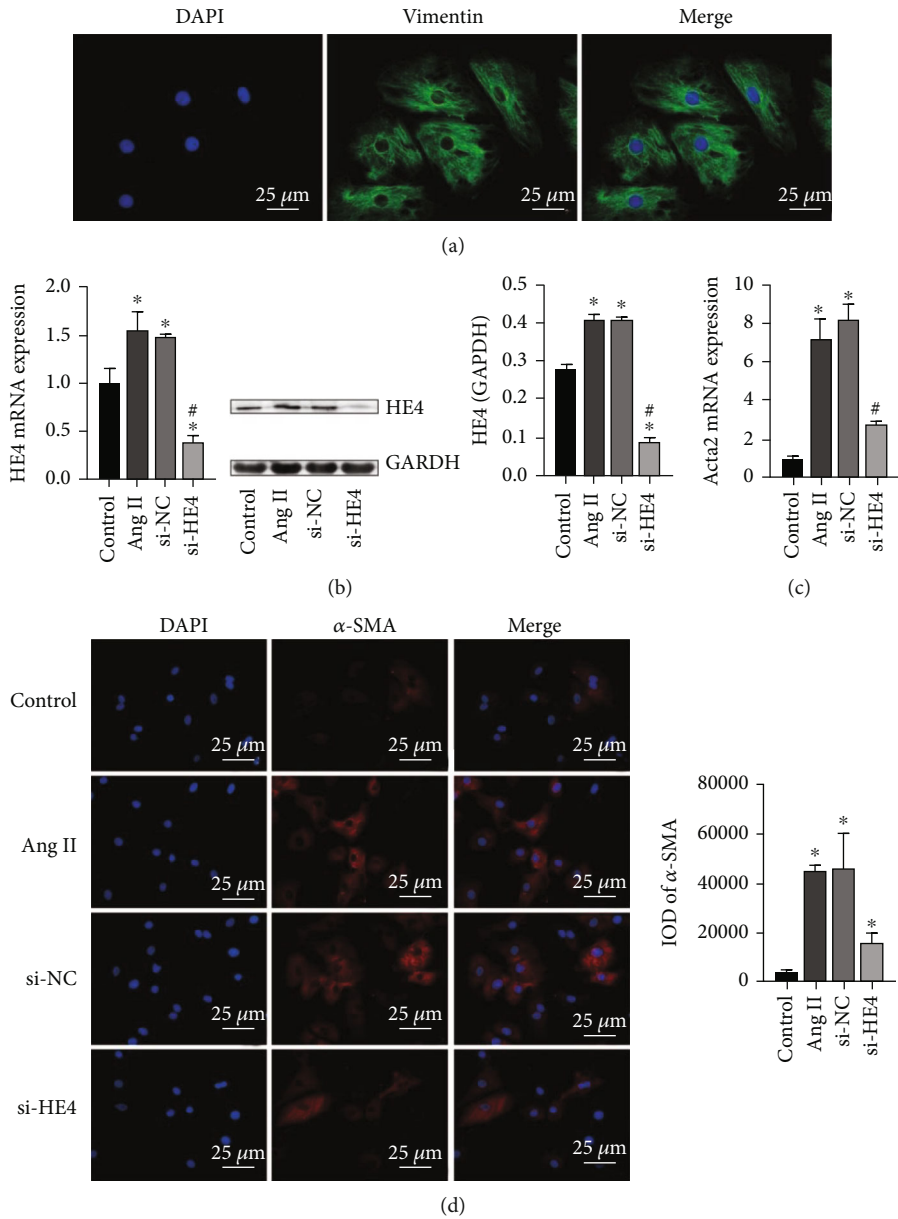 DAPI Vimentin Merge
25 μm 25 μm 25 μm
(a)
HE4 mRNA expression
2.0
1.5
1.0
0.5
0.0
*
*
#
*
Control
Ang II
si-NC
si-HE4
HE4
GARDH
Control
Ang II
si-NC
si-HE4
HE4 (GAPDH)
0.5
0.4
0.3
0.2
0.1
0.0
*
*
#
*
Control
Ang II
si-NC
si-HE4
(b)
Acta2 mRNA expression
10
8
6
4
2
0
*
*
#
Control
Ang II
si-NC
si-HE4
(c)
DAPI α-SMA Merge
Control
25 μm 25 μm 25 μm
Ang II
25 μm 25 μm 25 μm
si-NC
25 μm 25 μm 25 μm
si-HE4
25 μm 25 μm 25 μm
IOD of α-SMA
80000
60000
40000
20000
0
*
*
*
Control
Ang II
si-NC
si-HE4
(d)